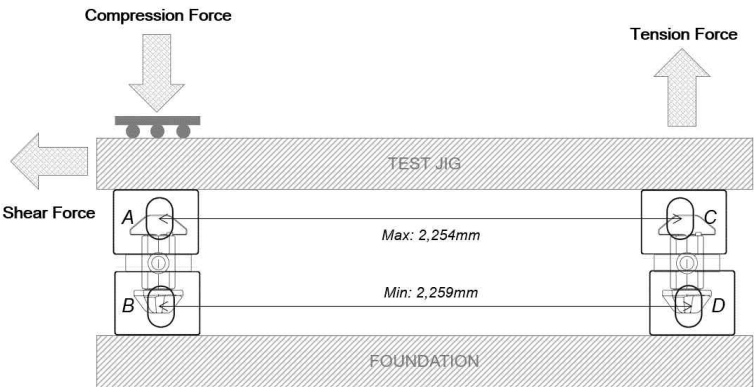 Compression Force
Tension Force
TEST JIG
Shear Force
A
C
Max: 2,254mm
B
Min: 2,259mm
D
FOUNDATION